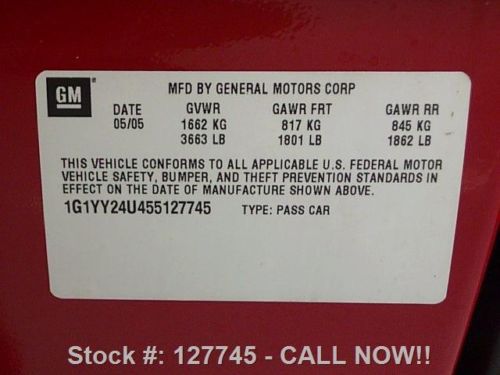 GM ®
MFD BY GENERAL MOTORS CORP
DATE GVWR GAWR FRT GAWR RR
05/05 1662 KG 817 KG 845 KG
3663 LB 1801 LB 1862 LB
THIS VEHICLE CONFORMS TO ALL APPLICABLE U.S. FEDERAL MOTOR
VEHICLE SAFETY, BUMPER, AND THEFT PREVENTION STANDARDS IN
EFFECT ON THE DATE OF MANUFACTURE SHOWN ABOVE.
1G1YY24U455127745 TYPE: PASS CAR
Stock #: 127745 - CALL NOW!!